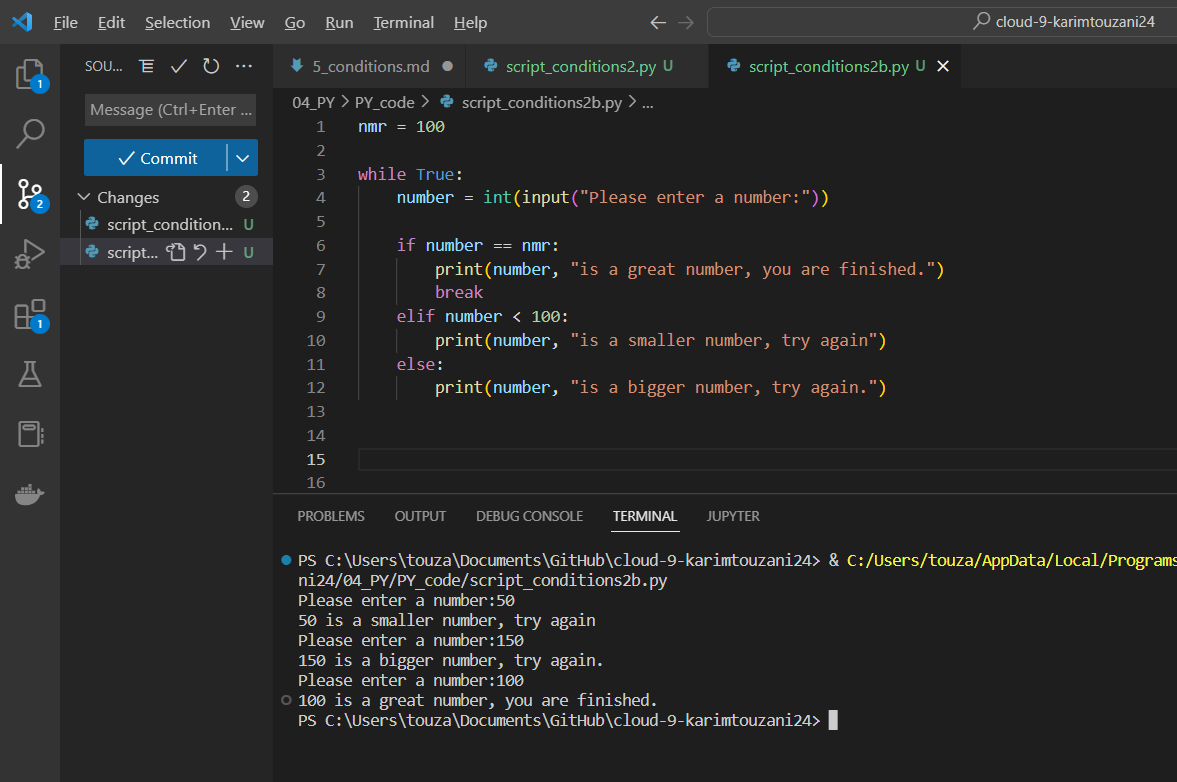 File Edit Selection View Go Run Terminal Help cloud-9-karimtouzani24
SOU... 5_conditions.md script_conditions2.py U script_conditions2b.py U
1
Message (Ctrl+Enter ...
04_PY > PY_code > script_conditions2b.py > ...
Commit
Changes 2
script_condition... U
script... U
2
1
1 nmr = 100
2
3 while True:
4     number = int(input("Please enter a number:"))
5
6     if number == nmr:
7         print(number, "is a great number, you are finished.")
8         break
9     elif number < 100:
10         print(number, "is a smaller number, try again")
11     else:
12         print(number, "is a bigger number, try again.")
13
14
15
16
PROBLEMS OUTPUT DEBUG CONSOLE TERMINAL JUPYTER
PS C:\Users\touza\Documents\GitHub\cloud-9-karimtouzani24> & C:/Users/touza/AppData/Local/Programs
ni24/04_PY/PY_code/script_conditions2b.py
Please enter a number:50
50 is a smaller number, try again
Please enter a number:150
150 is a bigger number, try again.
Please enter a number:100
100 is a great number, you are finished.
PS C:\Users\touza\Documents\GitHub\cloud-9-karimtouzani24>